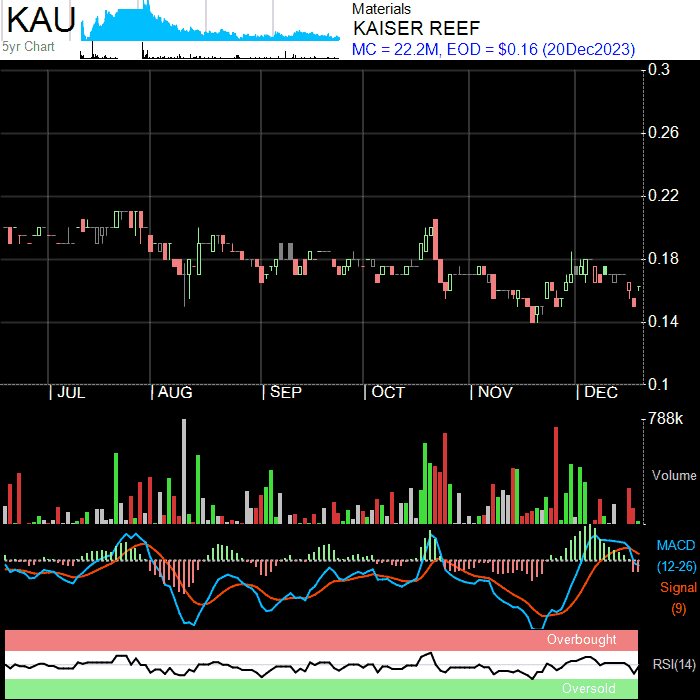 KAU
5yr Chart
Materials
KAISER REEF
MC = 22.2M, EOD = $0.16 (20Dec2023)
0.3
0.26
0.22
0.18
0.14
0.1
JUL AUG SEP OCT NOV DEC
788k
Volume
MACD
(12-26)
Signal
(9)
Overbought
RSI(14)
Oversold